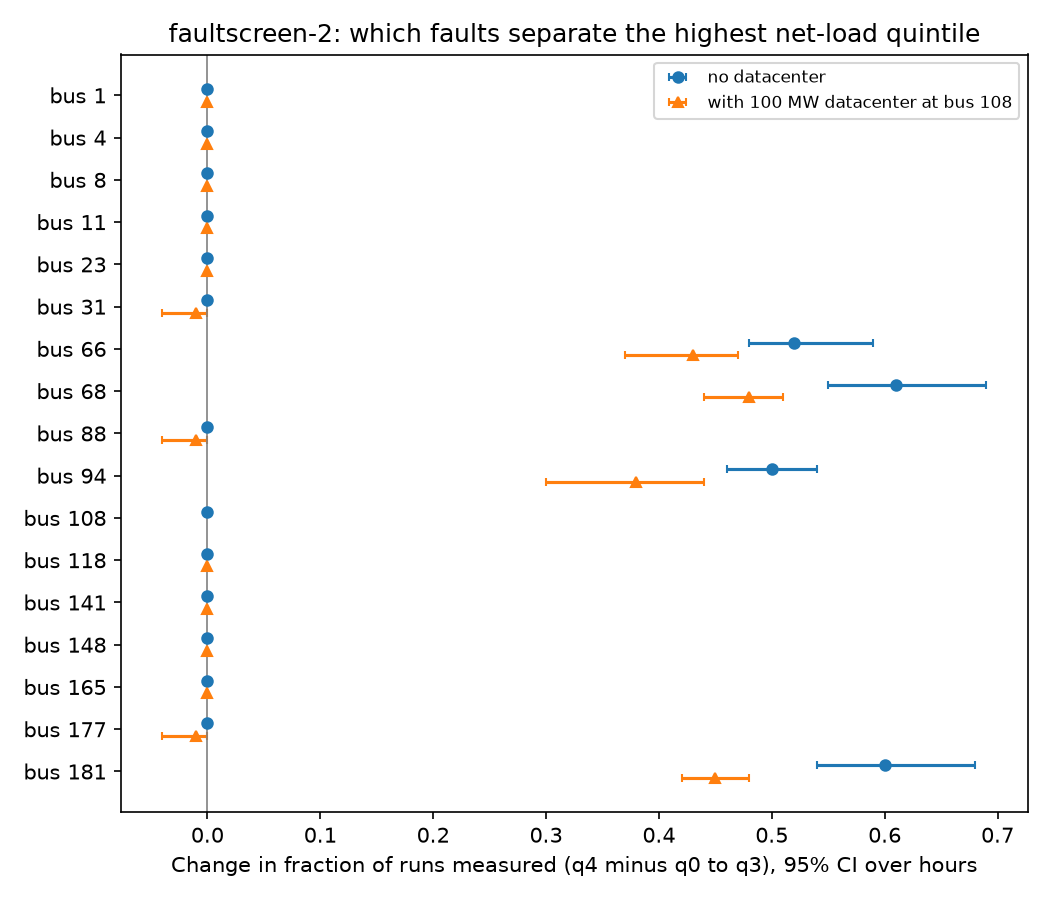 faultscreen-2: which faults separate the highest net-load quintile
no datacenter
with 100 MW datacenter at bus 108
bus 1
bus 4
bus 8
bus 11
bus 23
bus 31
bus 66
bus 68
bus 88
bus 94
bus 108
bus 118
bus 141
bus 148
bus 165
bus 177
bus 181
0.0 0.1 0.2 0.3 0.4 0.5 0.6 0.7
Change in fraction of runs measured (q4 minus q0 to q3), 95% CI over hours